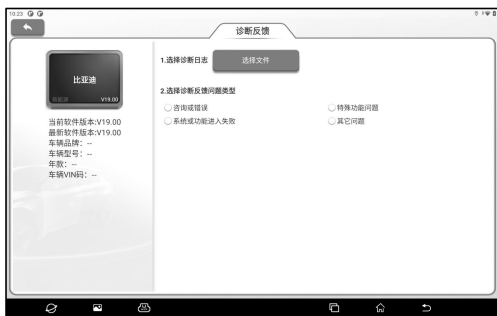 10:23
诊断反馈
比亚迪
新能源 V19.00
当前软件版本:V19.00
最新软件版本:V19.00
车辆品牌：--
车辆型号：--
年款：--
车辆VIN码：--
1.选择诊断日志 选择文件
2.选择诊断反馈问题类型
咨询或错误 特殊功能问题
系统或功能进入失败 其它问题